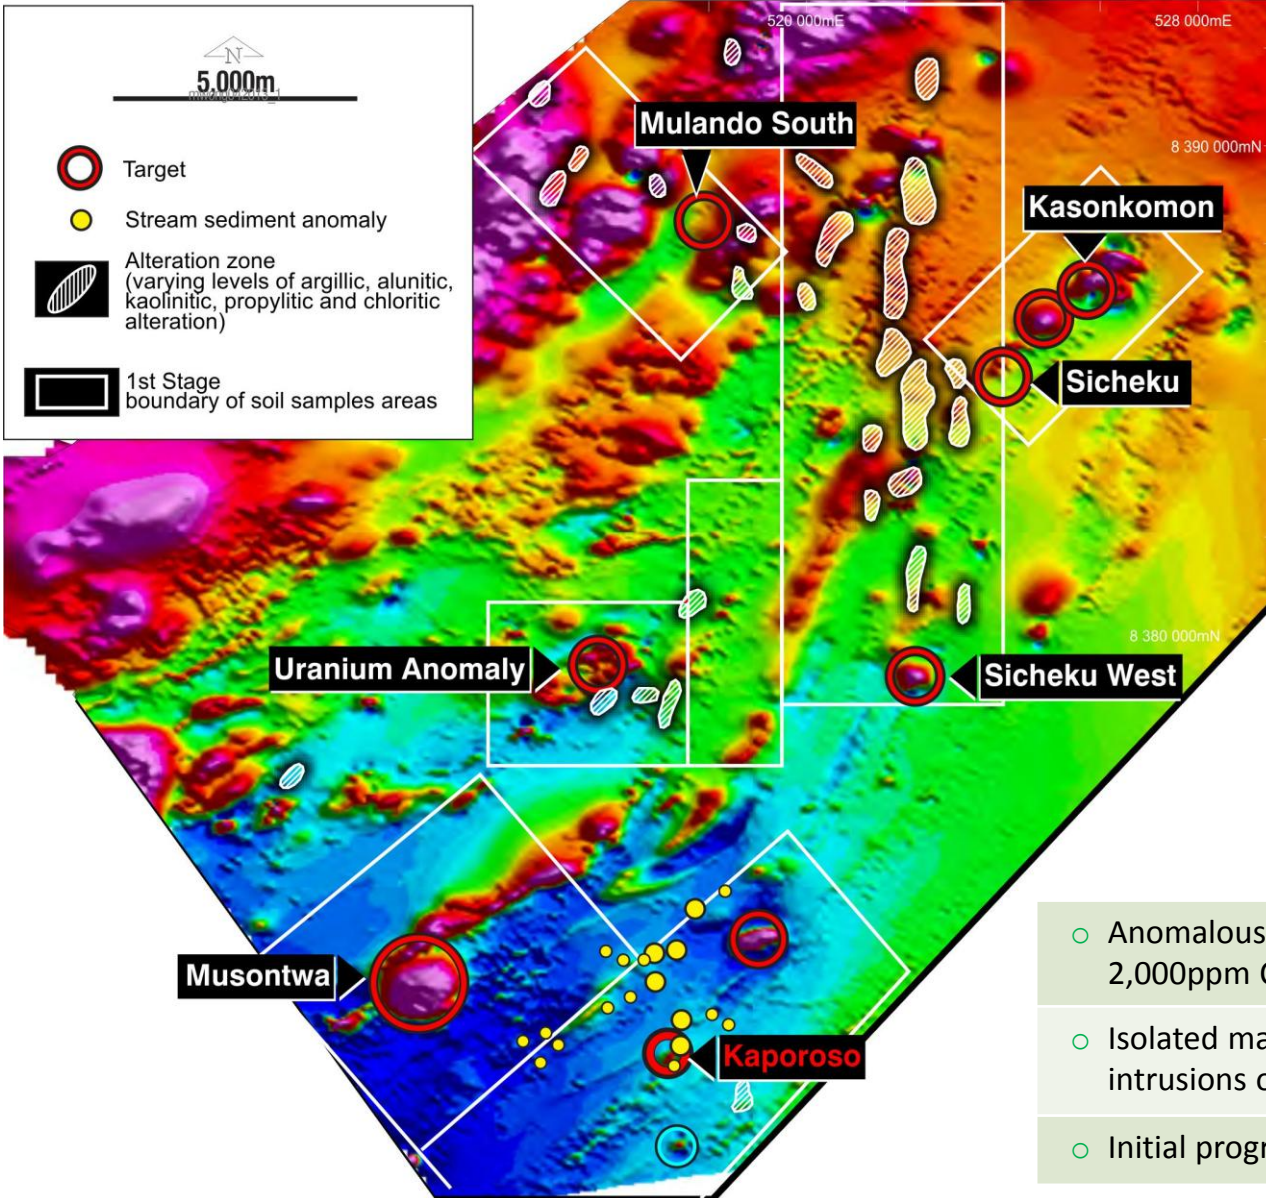 N
5,000m
Target
Stream sediment anomaly
Alteration zone
(varying levels of argillic, alunitic,
kaolinitic, propylitic and chloritic
alteration)
1st Stage
boundary of soil samples areas
520 000mE
528 000mE
8 390 000mN
Mulando South
Kasonkomon
Sicheku
8 380 000mN
Uranium Anomaly
Sicheku West
Musontwa
Kaporoso
Anomalous
2,000ppm
Isolated ma
intrusions
Initial progr